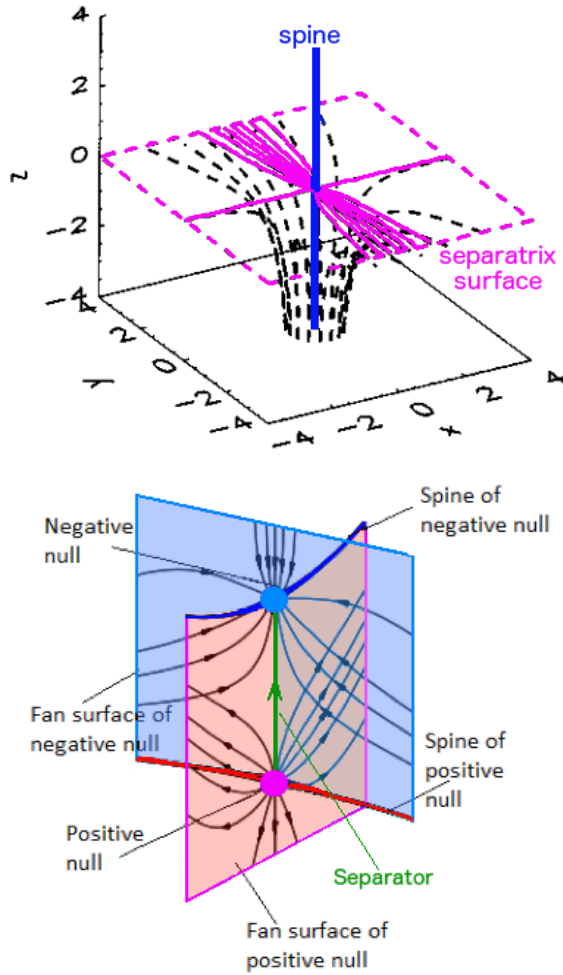 4
spine
2
0
z
-2
separatrix
surface
-4
4
2
4
y
0
2
-2
0
x
-2
-4
-4
Spine of
negative null
Negative
null
Fan surface of
negative null
Spine of
positive
null
Positive
null
Separator
Fan surface of
positive null